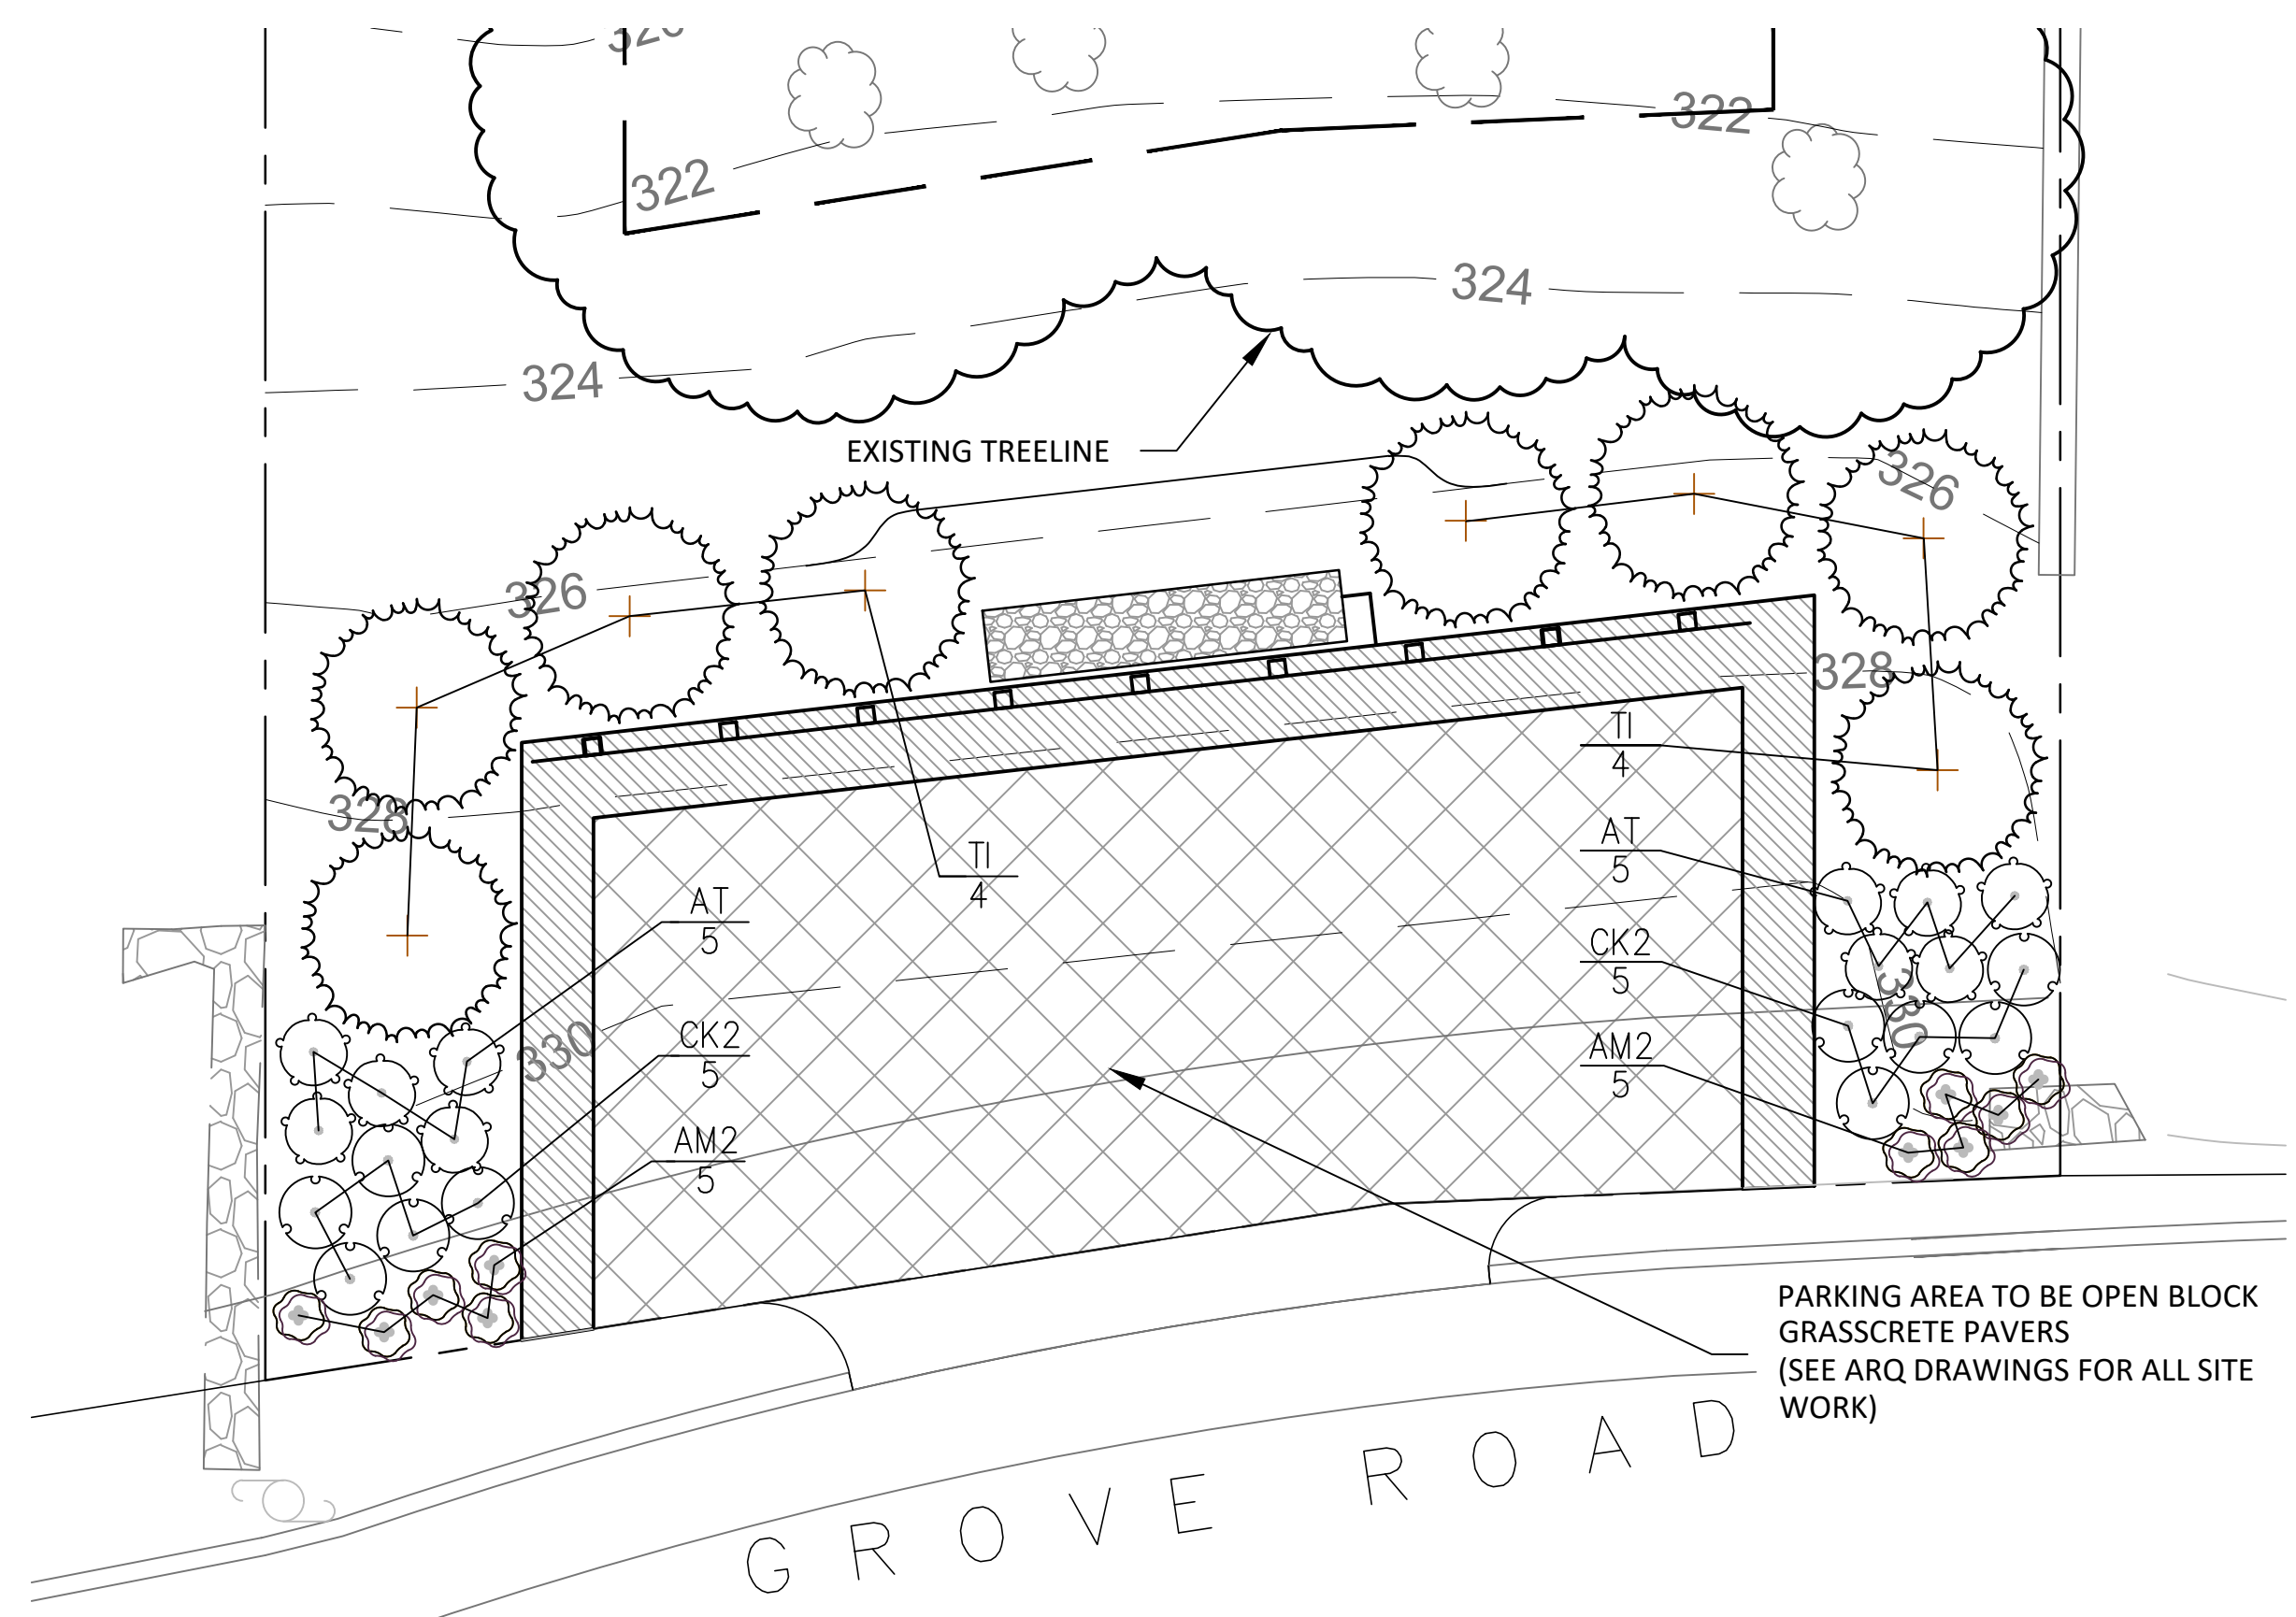 322
322
324
324
EXISTING TREELINE
326
326
328
328
TI
4
TI
4
AT
5
AT
5
CK2
5
CK2
5
330
330
AM2
5
AM2
5
PARKING AREA TO BE OPEN BLOCK
GRASSCRETE PAVERS
(SEE ARQ DRAWINGS FOR ALL SITE
WORK)
GROVE ROAD